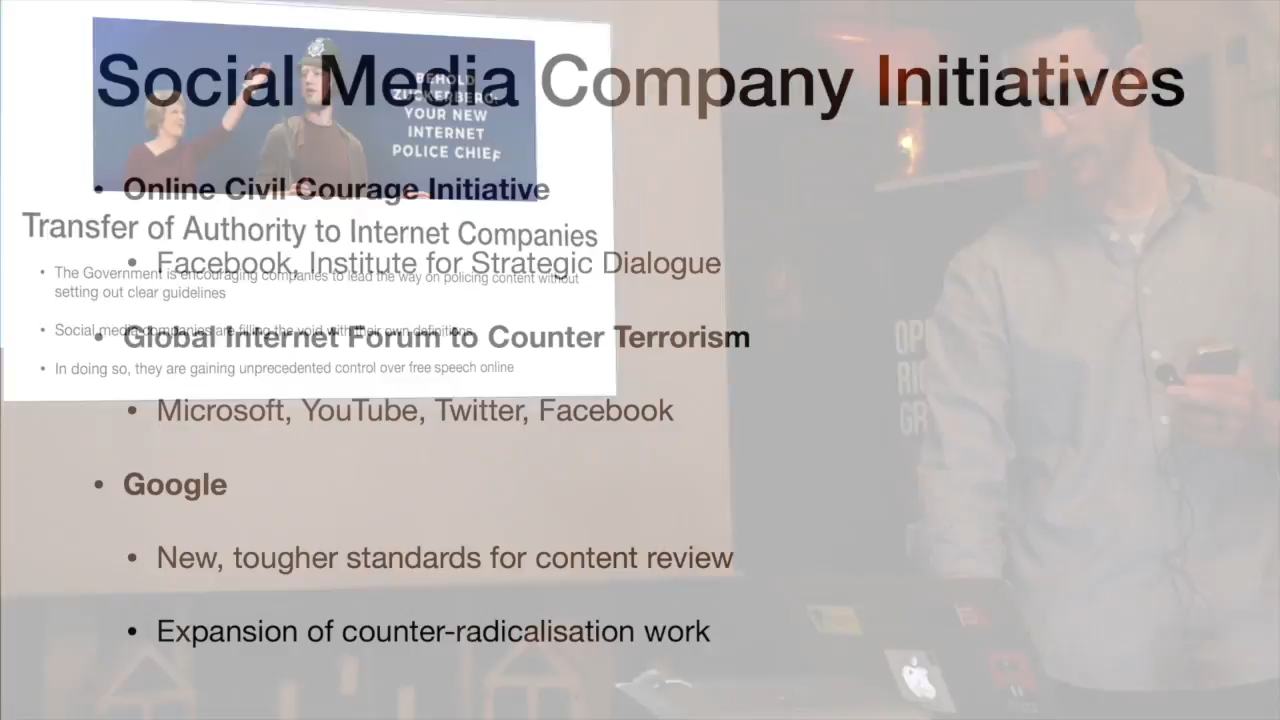 Social Media Company Initiatives
BEHOLD
ZUCKERBERG:
YOUR NEW
INTERNET
POLICE CHIEF
• Online Civil Courage Initiative
Transfer of Authority to Internet Companies
• Facebook, Institute for Strategic Dialogue
• The Government is encouraging companies to lead the way on policing content without
setting out clear guidelines
• Social media companies are filling the void with their own definitions
• Global Internet Forum to Counter Terrorism
• In doing so, they are gaining unprecedented control over free speech online
• Microsoft, YouTube, Twitter, Facebook
• Google
• New, tougher standards for content review
• Expansion of counter-radicalisation work
OP
RI
GR